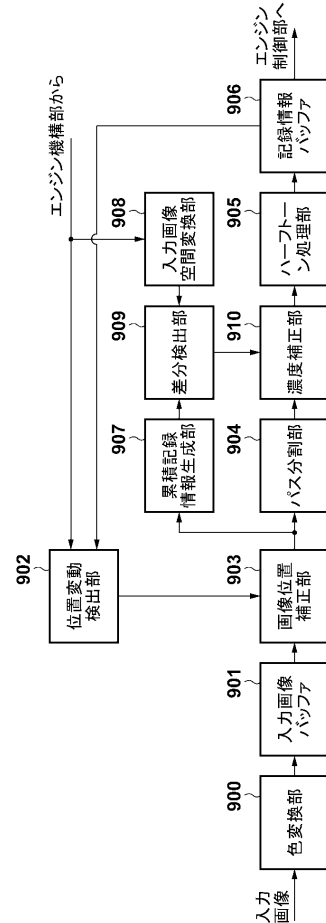 エンジン機構部から
902
位置変動
検出部
908
入力画像
空間変換部
907
累積記録
情報生成部
909
差分検出部
入力
画像
900
色変換部
901
入力画像
バッファ
903
画像位置
補正部
904
パス分割部
910
濃度補正部
905
ハーフトー
ン処理部
906
記録情報
バッファ
エンジン
制御部へ